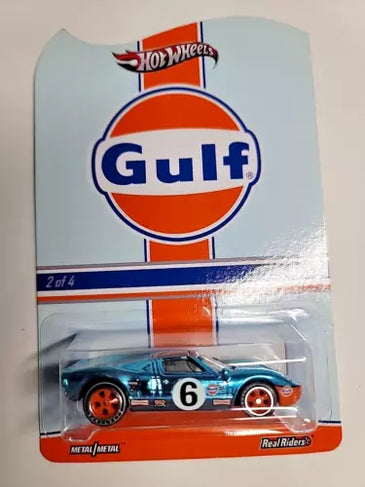 HOT WHEELS
Gulf®
2 of 4
6
METAL/METAL
Real Riders